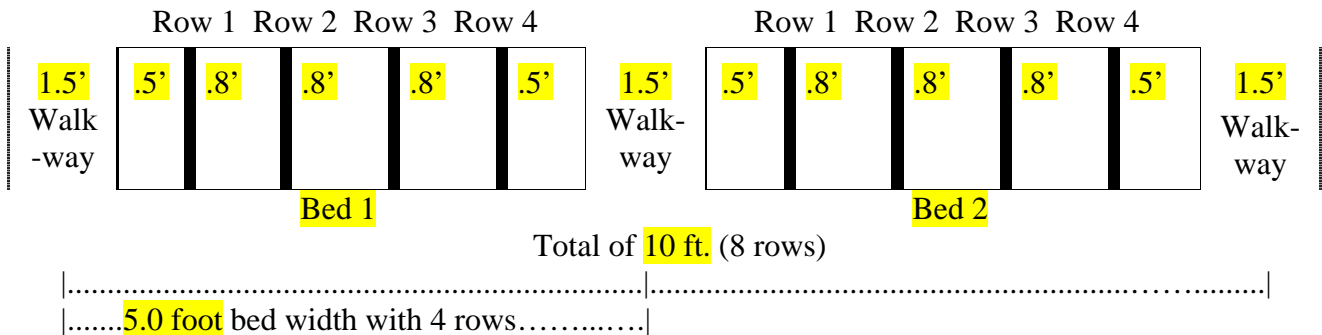 Row 1 Row 2 Row 3 Row 4 Row 1 Row 2 Row 3 Row 4
1.5’ .5’ .8’ .8’ .8’ .5’ 1.5’ .5’ .8’ .8’ .8’ .5’ 1.5’
Walk Walk- Walk-
-way way way
Bed 1 Bed 2
Total of 10 ft. (8 rows)
|.......................................................................|.............................................................……..........|
|.......5.0 foot bed width with 4 rows……...….|